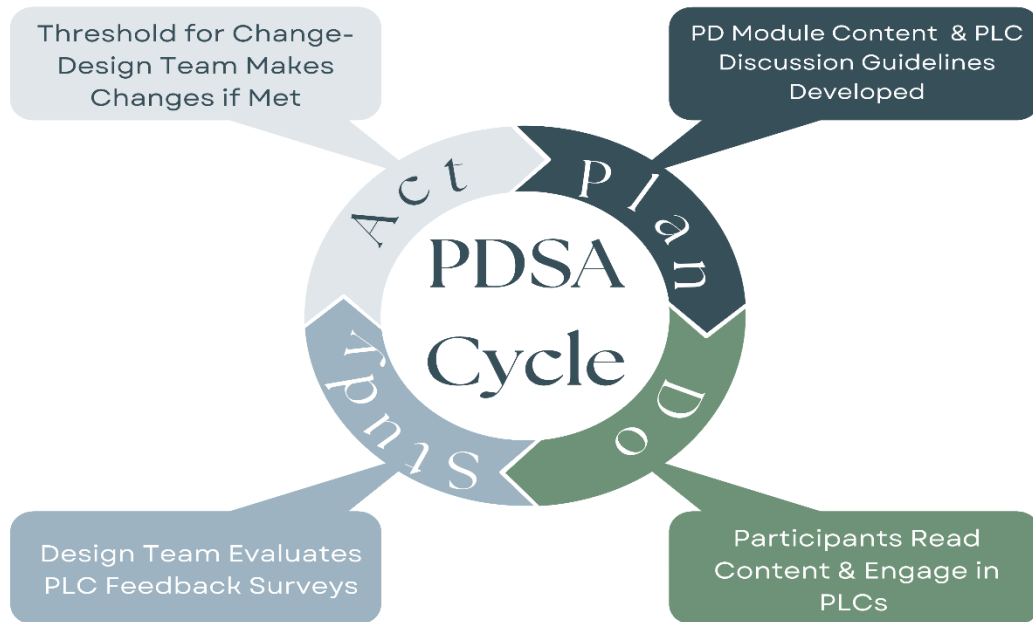 Threshold for Change-
Design Team Makes
Changes if Met
PD Module Content & PLC
Discussion Guidelines
Developed
Act
Plan
PDSA
Cycle
Study
Do
Design Team Evaluates
PLC Feedback Surveys
Participants Read
Content & Engage in
PLCs